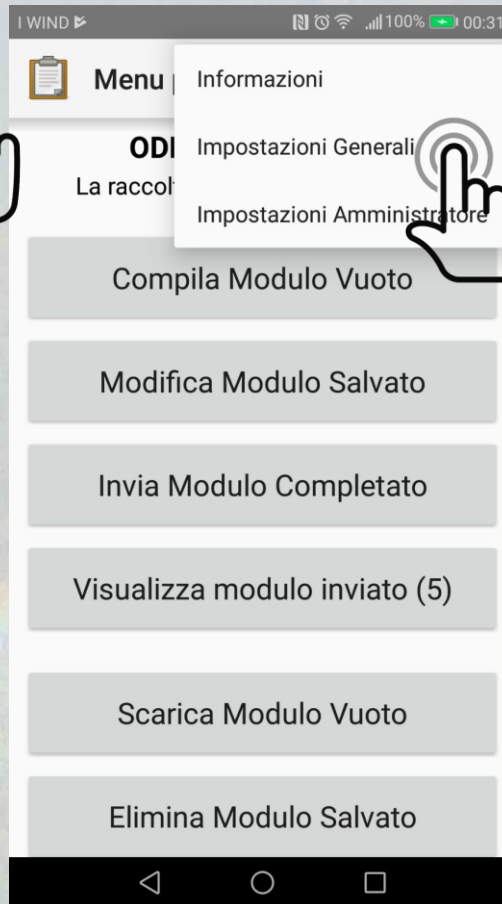 I WIND 100% 00:31
Menu
Informazioni
ODK
Impostazioni Generali
La raccol
Impostazioni Amministratore
Compila Modulo Vuoto
Modifica Modulo Salvato
Invia Modulo Completato
Visualizza modulo inviato (5)
Scarica Modulo Vuoto
Elimina Modulo Salvato